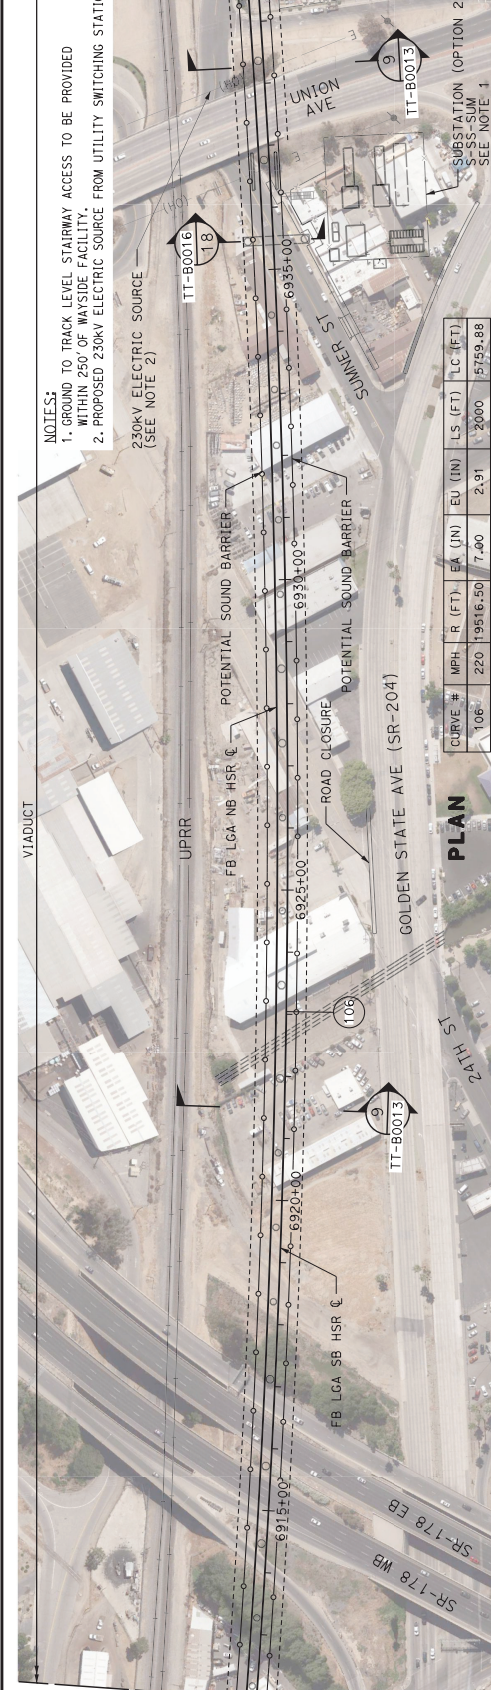 VIADUCT
NOTES:
1. GROUND TO TRACK LEVEL STAIRWAY ACCESS TO BE PROVIDED
WITHIN 250' OF WAYSIDE FACILITY.
2. PROPOSED 230kV ELECTRIC SOURCE FROM UTILITY SWITCHING STATIO
230kV ELECTRIC SOURCE
(SEE NOTE 2)
TT-B0016
18
UNION
AVE
9
TT-B0013
SUBSTATION (OPTION 2
S-SS-SUM
SEE NOTE 1
SUMNER ST
UPRR
POTENTIAL SOUND BARRIER
POTENTIAL SOUND BARRIER
FB LGA NB HSR ℄
ROAD CLOSURE
FB LGA SB HSR ℄
6915+00
6920+00
6925+00
6930+00
6935+00
106
9
TT-B0013
GOLDEN STATE AVE (SR-204)
24TH ST
SR-178 EB
SR-178 WB
PLAN
CURVE # MPH R (FT) EA (IN) EU (IN) LS (FT) LC (FT)
106 220 19516.50 7.00 2.91 2000 5759.88